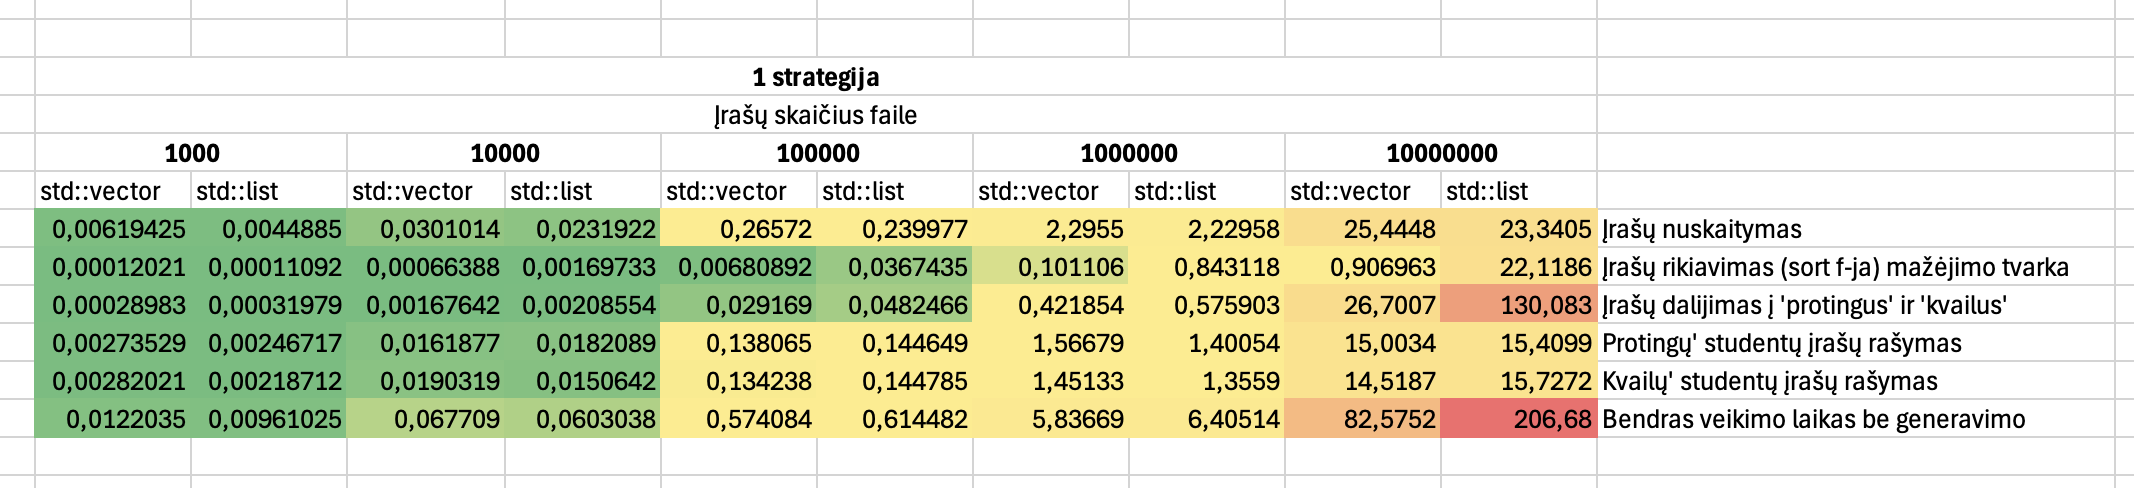 1 strategija
Įrašų skaičius faile
1000 10000 100000 1000000 10000000
std::vector std::list std::vector std::list std::vector std::list std::vector std::list std::vector std::list
0,00619425 0,0044885 0,0301014 0,0231922 0,26572 0,239977 2,2955 2,22958 25,4448 23,3405 Įrašų nuskaitymas
0,00012021 0,00011092 0,00066388 0,00169733 0,00680892 0,0367435 0,101106 0,843118 0,906963 22,1186 Įrašų rikiavimas (sort f-ja) mažėjimo tvarka
0,00028983 0,00031979 0,00167642 0,00208554 0,029169 0,0482466 0,421854 0,575903 26,7007 130,083 Įrašų dalijimas į 'protingus' ir 'kvailus'
0,00273529 0,00246717 0,0161877 0,0182089 0,138065 0,144649 1,56679 1,40054 15,0034 15,4099 Protingų' studentų įrašų rašymas
0,00282021 0,00218712 0,0190319 0,0150642 0,134238 0,144785 1,45133 1,3559 14,5187 15,7272 Kvailų' studentų įrašų rašymas
0,0122035 0,00961025 0,067709 0,0603038 0,574084 0,614482 5,83669 6,40514 82,5752 206,68 Bendras veikimo laikas be generavimo